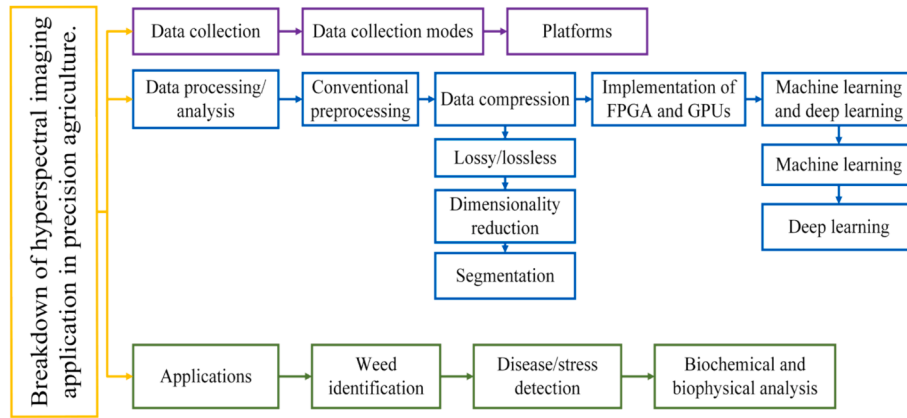 Breakdown of hyperspectral imaging
application in precision agriculture.
Data collection
Data collection modes
Platforms
Data processing/
analysis
Conventional
preprocessing
Data compression
Implementation of
FPGA and GPUs
Machine learning
and deep learning
Lossy/lossless
Machine learning
Dimensionality
reduction
Deep learning
Segmentation
Applications
Weed
identification
Disease/stress
detection
Biochemical and
biophysical analysis